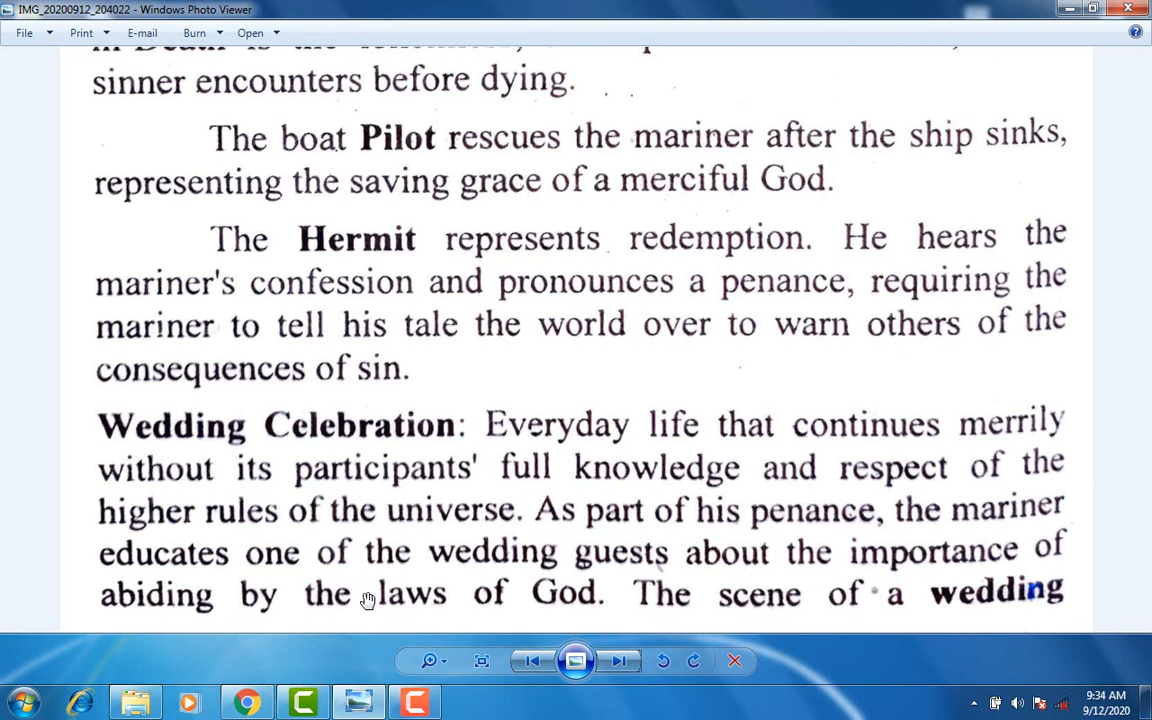 IMG_20200912_204022 - Windows Photo Viewer
File Print E-mail Burn Open
in Death is the
sinner encounters before dying.
The boat Pilot rescues the mariner after the ship sinks,
representing the saving grace of a merciful God.
The Hermit represents redemption. He hears the
mariner's confession and pronounces a penance, requiring the
mariner to tell his tale the world over to warn others of the
consequences of sin.
Wedding Celebration: Everyday life that continues merrily
without its participants' full knowledge and respect of the
higher rules of the universe. As part of his penance, the mariner
educates one of the wedding guests about the importance of
abiding by the laws of God. The scene of a wedding
9:34 AM
9/12/2020